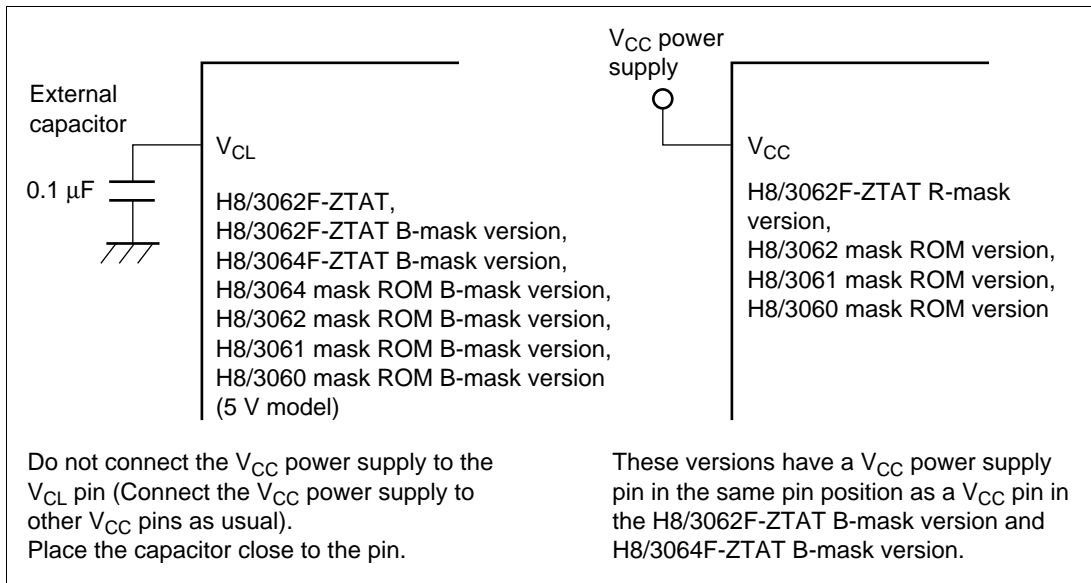 External
capacitor
0.1 μF
V_CL
H8/3062F-ZTAT,
H8/3062F-ZTAT B-mask version,
H8/3064F-ZTAT B-mask version,
H8/3064 mask ROM B-mask version,
H8/3062 mask ROM B-mask version,
H8/3061 mask ROM B-mask version,
H8/3060 mask ROM B-mask version
(5 V model)
Do not connect the V_CC power supply to the
V_CL pin (Connect the V_CC power supply to
other V_CC pins as usual).
Place the capacitor close to the pin.
V_CC power
supply
V_CC
H8/3062F-ZTAT R-mask
version,
H8/3062 mask ROM version,
H8/3061 mask ROM version,
H8/3060 mask ROM version
These versions have a V_CC power supply
pin in the same pin position as a V_CC pin in
the H8/3062F-ZTAT B-mask version and
H8/3064F-ZTAT B-mask version.